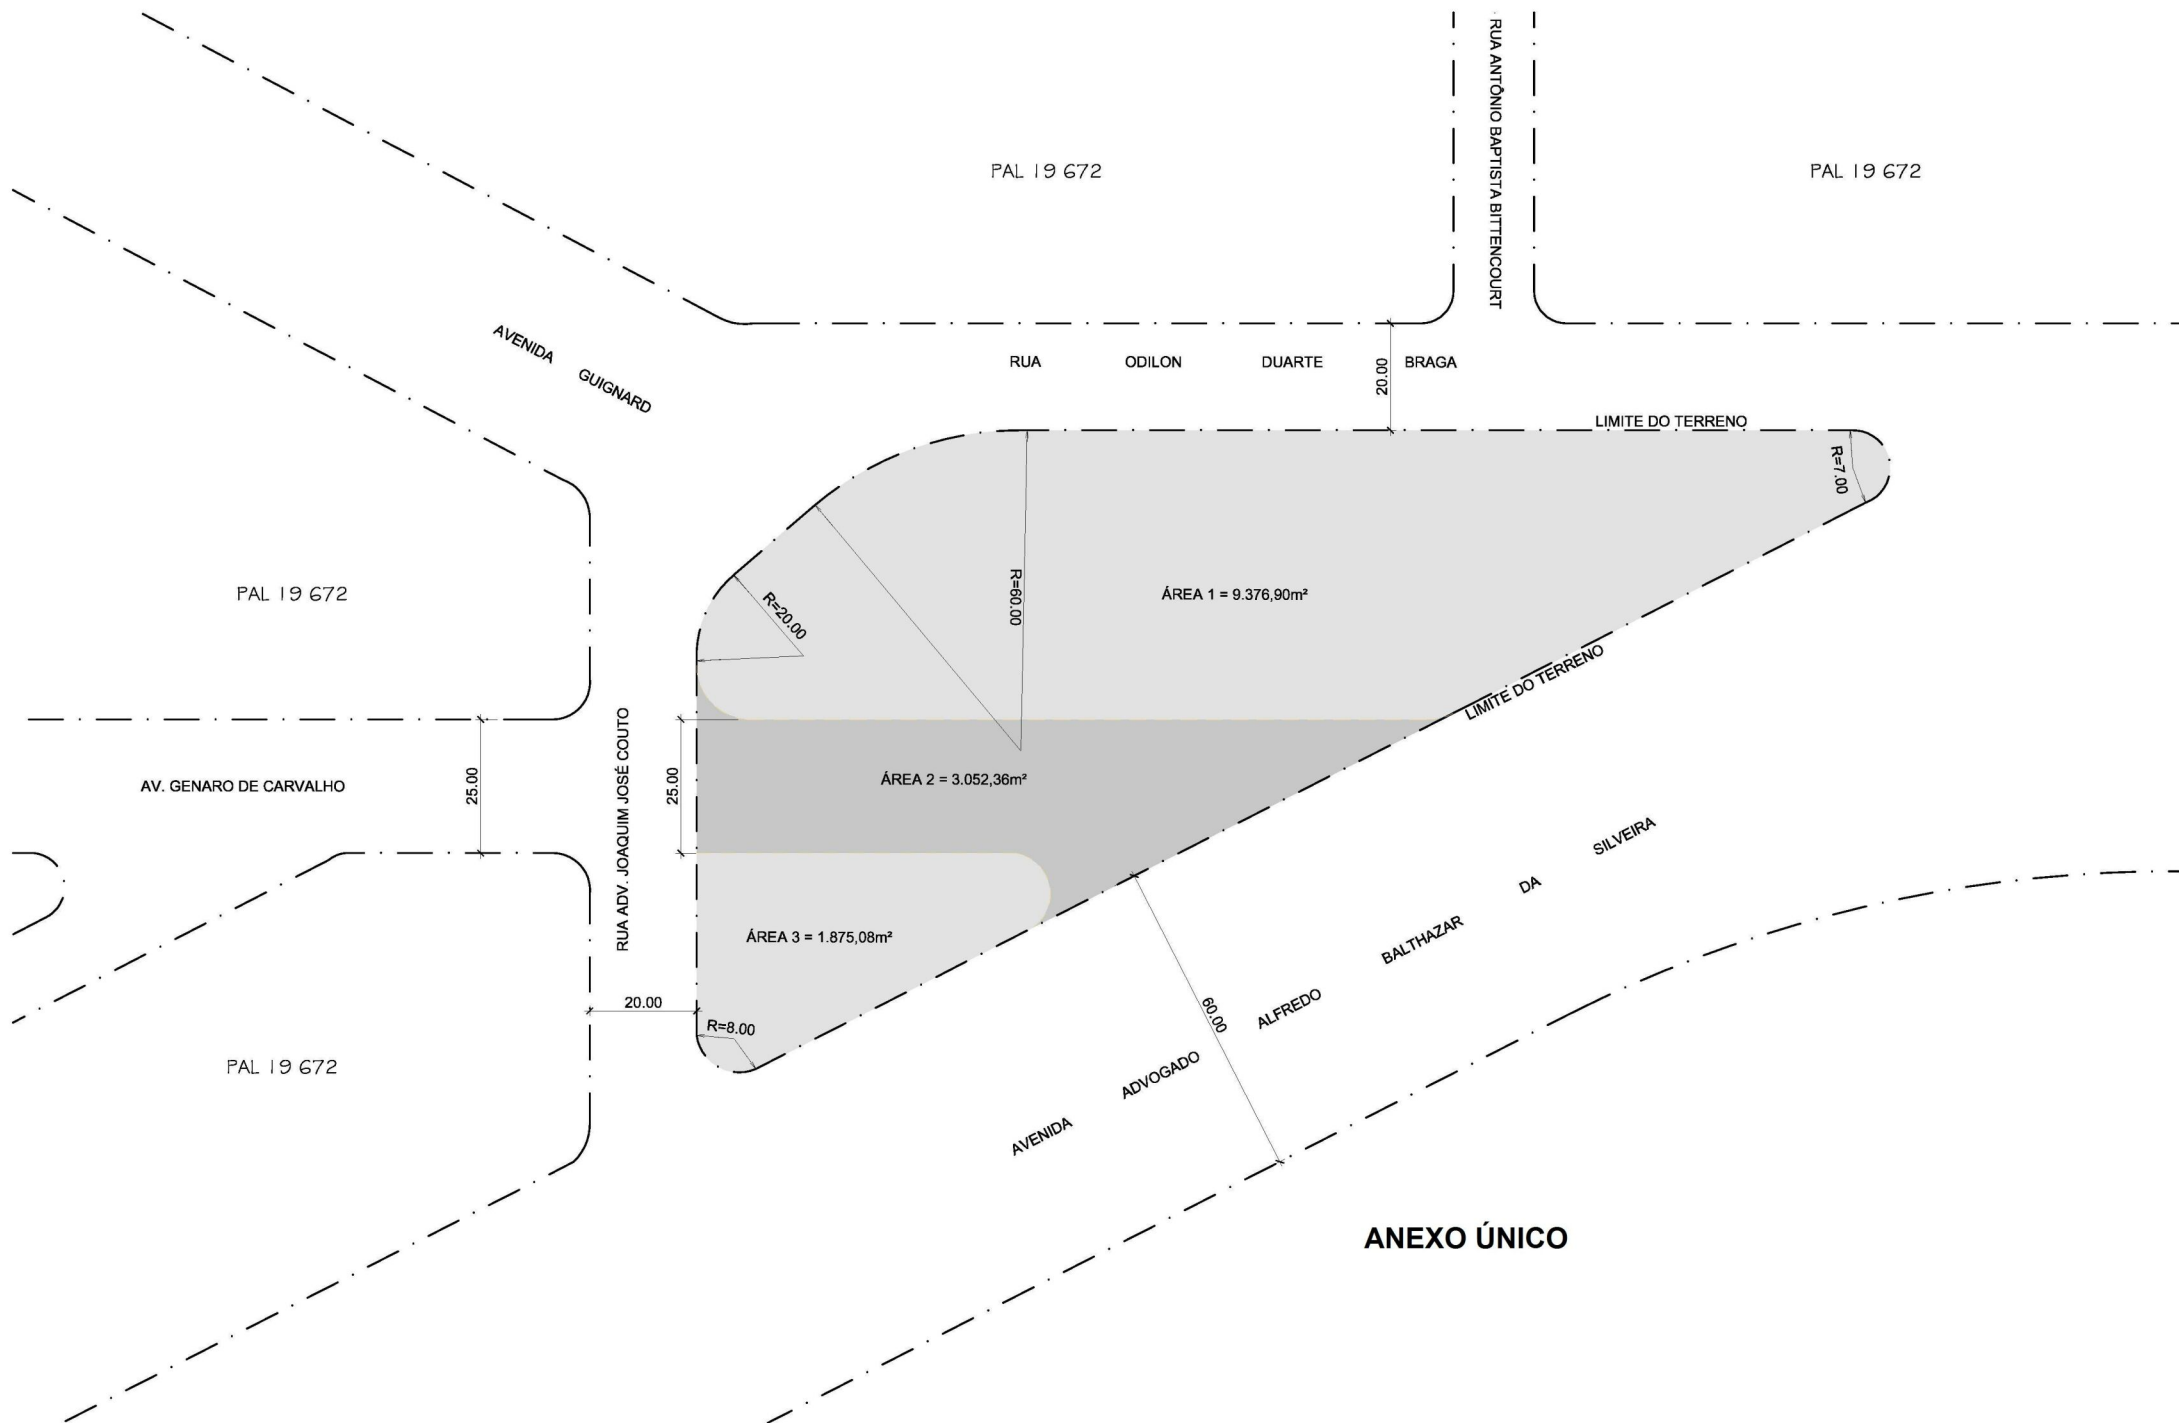 RUA ANTÔNIO BAPTISTA BITTENCOURT
PAL 19 672
PAL 19 672
AVENIDA GUIGNARD
RUA ODILON DUARTE BRAGA
20.00
LIMITE DO TERRENO
R=7.00
PAL 19 672
R=20.00
R=60.00
ÁREA 1 = 9.376,90m²
LIMITE DO TERRENO
AV. GENARO DE CARVALHO
25.00
RUA ADV. JOAQUIM JOSÉ COUTO
25.00
ÁREA 2 = 3.052,36m²
ÁREA 3 = 1.875,08m²
20.00
R=8.00
60.00
AVENIDA ADVOGADO ALFREDO BALTHAZAR DA SILVEIRA
PAL 19 672
ANEXO ÚNICO